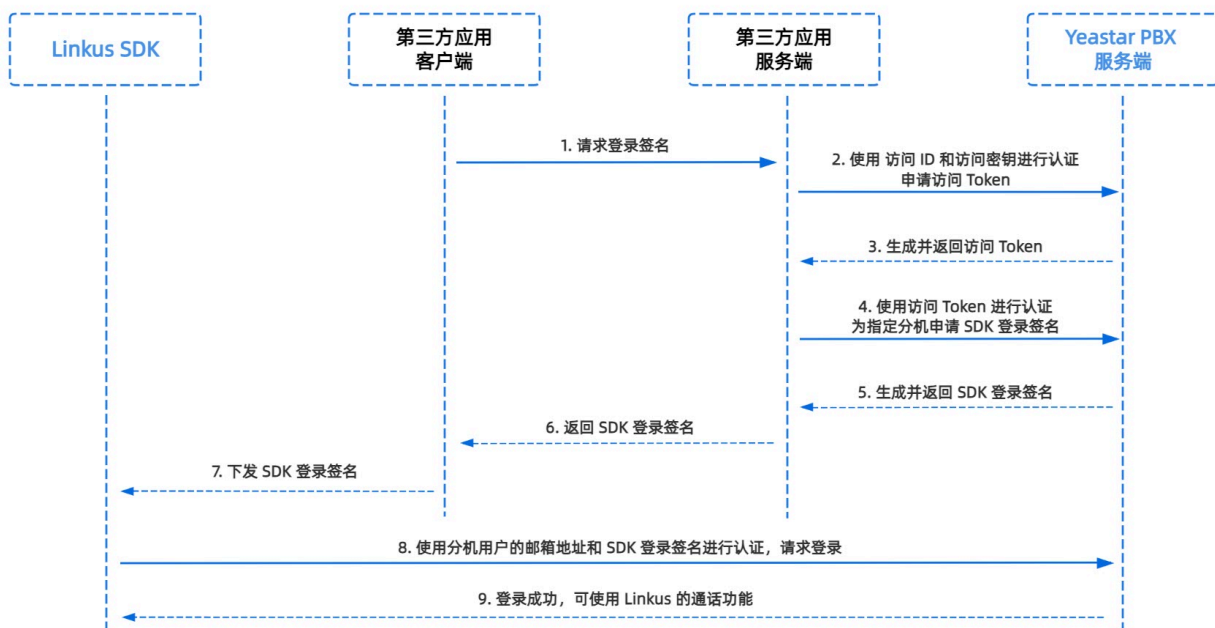 Linkus SDK
第三方应用
客户端
第三方应用
服务端
Yeastar PBX
服务端
1. 请求登录签名
2. 使用 访问 ID 和访问密钥进行认证
申请访问 Token
3. 生成并返回访问 Token
4. 使用访问 Token 进行认证
为指定分机申请 SDK 登录签名
5. 生成并返回 SDK 登录签名
6. 返回 SDK 登录签名
7. 下发 SDK 登录签名
8. 使用分机用户的邮箱地址和 SDK 登录签名进行认证，请求登录
9. 登录成功，可使用 Linkus 的通话功能